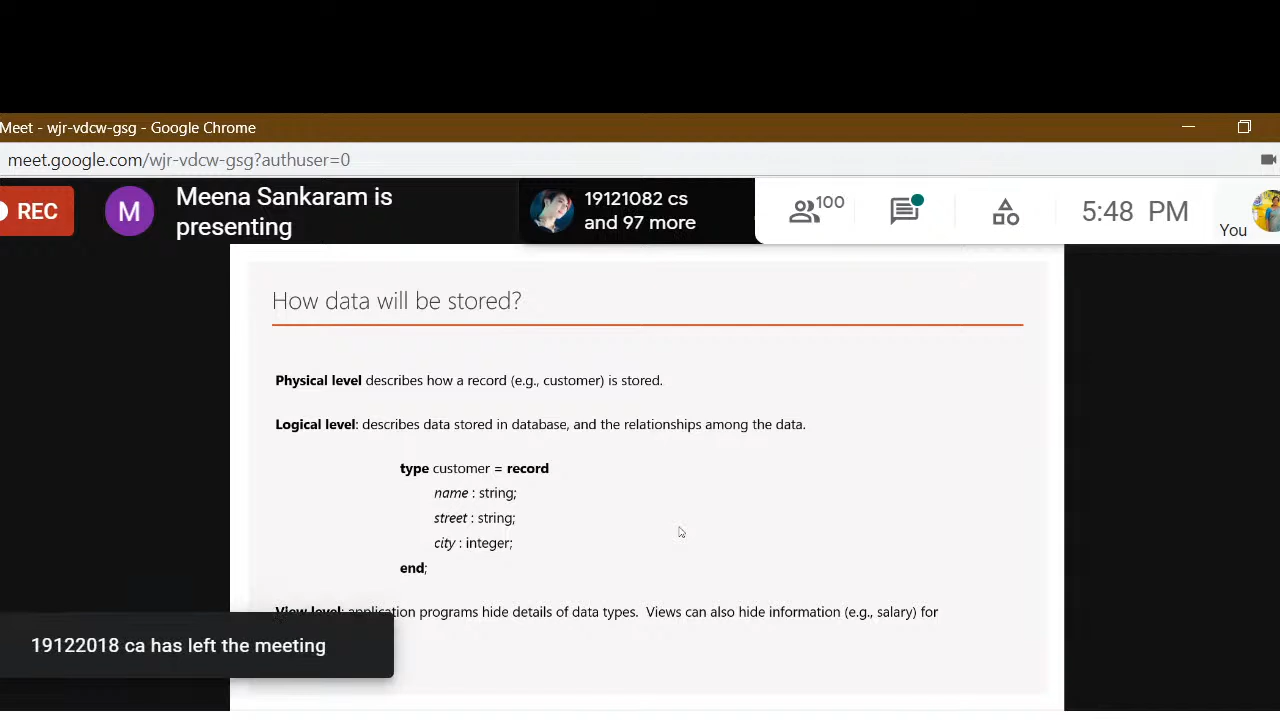 Meet - wjr-vdcw-gsg - Google Chrome
meet.google.com/wjr-vdcw-gsg?authuser=0
REC
M
Meena Sankaram is
presenting
19121082 cs
and 97 more
100
5:48 PM
You
How data will be stored?
Physical level describes how a record (e.g., customer) is stored.
Logical level: describes data stored in database, and the relationships among the data.
type customer = record
name : string;
street : string;
city : integer;
end;
View level: application programs hide details of data types. Views can also hide information (e.g., salary) for
19122018 ca has left the meeting